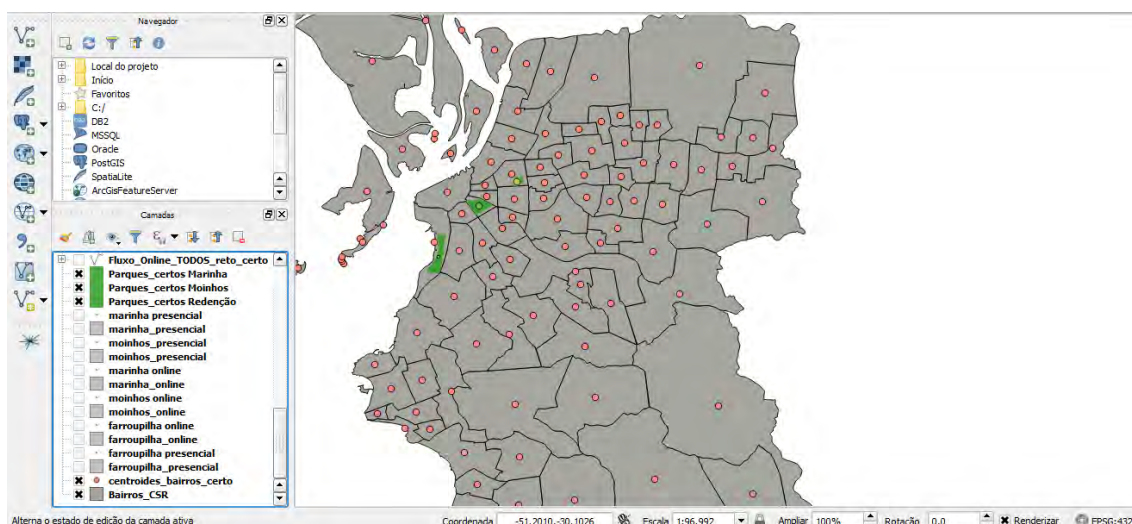 Navegador
Local do projeto
Início
Favoritos
C:/
DB2
MSSQL
Oracle
PostGIS
SpatiaLite
ArcGisFeatureServer
Camadas
Fluxo_Online_TODOS_reto_certo
Parques_certos Marinha
Parques_certos Moinhos
Parques_certos Redenção
marinha presencial
marinha_presencial
moinhos_presencial
moinhos_presencial
marinha online
marinha_online
moinhos online
moinhos_online
farroupilha online
farroupilha_online
farroupilha presencial
farroupilha_presencial
centroides_bairros_certo
Bairros_CSR
Alterna o estado de edição da camada ativa
Coordenada -51.2010,-30.1026 Escala 1:96.992 Ampliar 100% Rotação 0,0 Renderizar EPSG:432